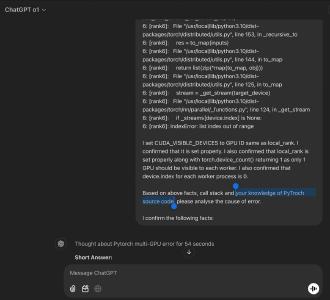 ChatGPT o1
6: [rank6]: File "/usr/local/lib/python3.10/dist-
packages/torch/distributed/utils.py", line 163, in _recursive_to
6: [rank6]: res = to_map(inputs)
6: [rank6]: File "/usr/local/lib/python3.10/dist-
packages/torch/distributed/utils.py", line 144, in to_map
6: [rank6]: return list(zip(*map(to_map, obj)))
6: [rank6]: File "/usr/local/lib/python3.10/dist-
packages/torch/distributed/utils.py", line 125, in to_map
6: [rank6]: stream = _get_stream(target_device)
6: [rank6]: File "/usr/local/lib/python3.10/dist-
packages/torch/nn/parallel/_functions.py", line 124, in _get_stream
6: [rank6]: if _streams[device.index] is None:
6: [rank6]: IndexError: list index out of range
I set CUDA_VISIBLE_DEVICES to GPU ID same as local_rank. I
confirmed that it is set properly. I also confirmed that local_rank is
set properly along with torch.device_count() returning 1 as only 1
GPU should be visible to each worker. I also confirmed that
device.index for each worker process is 0.
Based on above facts, call stack and your knowledge of PyTroch
source code, please analyse the cause of error.
I confirm the following facts:
Thought about Pytorch multi-GPU error for 54 seconds
Short Answer:
Message ChatGPT